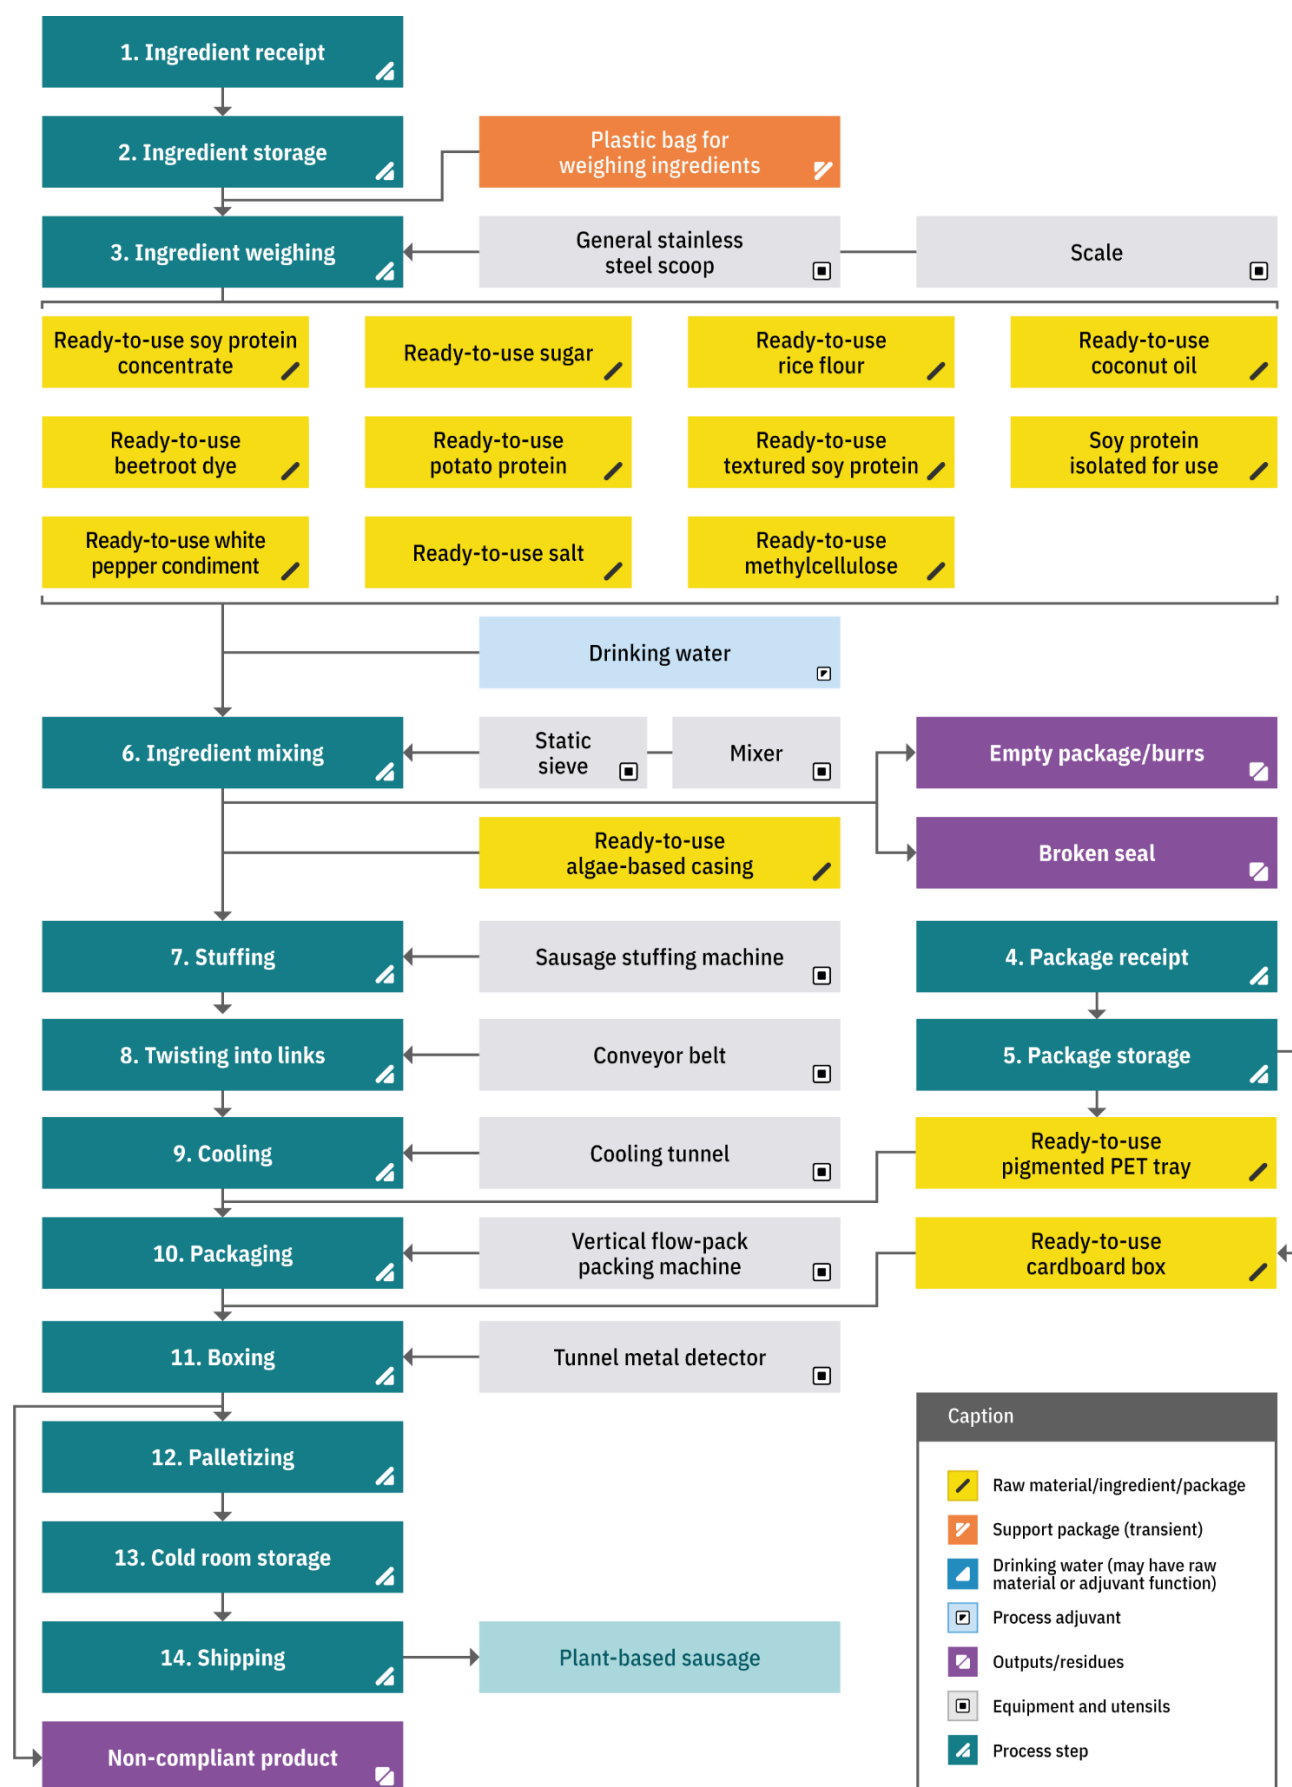 1. Ingredient receipt
2. Ingredient storage
Plastic bag for
weighing ingredients
3. Ingredient weighing
General stainless
steel scoop
Scale
Ready-to-use soy protein
concentrate
Ready-to-use sugar
Ready-to-use
rice flour
Ready-to-use
coconut oil
Ready-to-use
beetroot dye
Ready-to-use
potato protein
Ready-to-use
textured soy protein
Soy protein
isolated for use
Ready-to-use white
pepper condiment
Ready-to-use salt
Ready-to-use
methylcellulose
Drinking water
6. Ingredient mixing
Static
sieve
Mixer
Empty package/burrs
Ready-to-use
algae-based casing
Broken seal
7. Stuffing
Sausage stuffing machine
4. Package receipt
8. Twisting into links
Conveyor belt
5. Package storage
9. Cooling
Cooling tunnel
Ready-to-use
pigmented PET tray
10. Packaging
Vertical flow-pack
packing machine
Ready-to-use
cardboard box
11. Boxing
Tunnel metal detector
12. Palletizing
13. Cold room storage
14. Shipping
Plant-based sausage
Non-compliant product
Caption
Raw material/ingredient/package
Support package (transient)
Drinking water (may have raw
material or adjuvant function)
Process adjuvant
Outputs/residues
Equipment and utensils
Process step